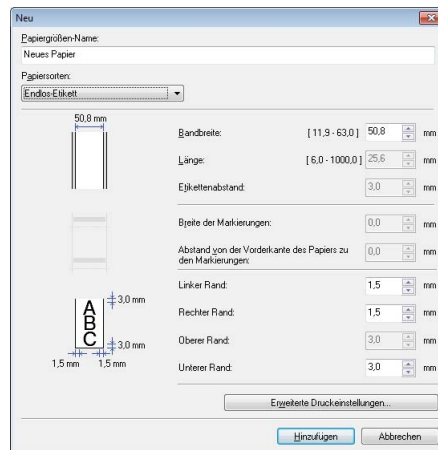 Neu
Papiergrößen-Name:
Neues Papier
Papiersorten:
Endlos-Etikett
50,8 mm
Bandbreite: [ 11,9 - 63,0 ] 50,8 mm
Länge: [ 6,0 - 1000,0 ] 25,6 mm
Etikettenabstand: 3,0 mm
Breite der Markierungen: 0,0 mm
Abstand von der Vorderkante des Papiers zu den Markierungen: 0,0 mm
Linker Rand: 1,5 mm
3,0 mm
ABC
Rechter Rand: 1,5 mm
Oberer Rand: 3,0 mm
3,0 mm
1,5 mm 1,5 mm
Unterer Rand: 3,0 mm
Erweiterte Druckeinstellungen...
Hinzufügen Abbrechen